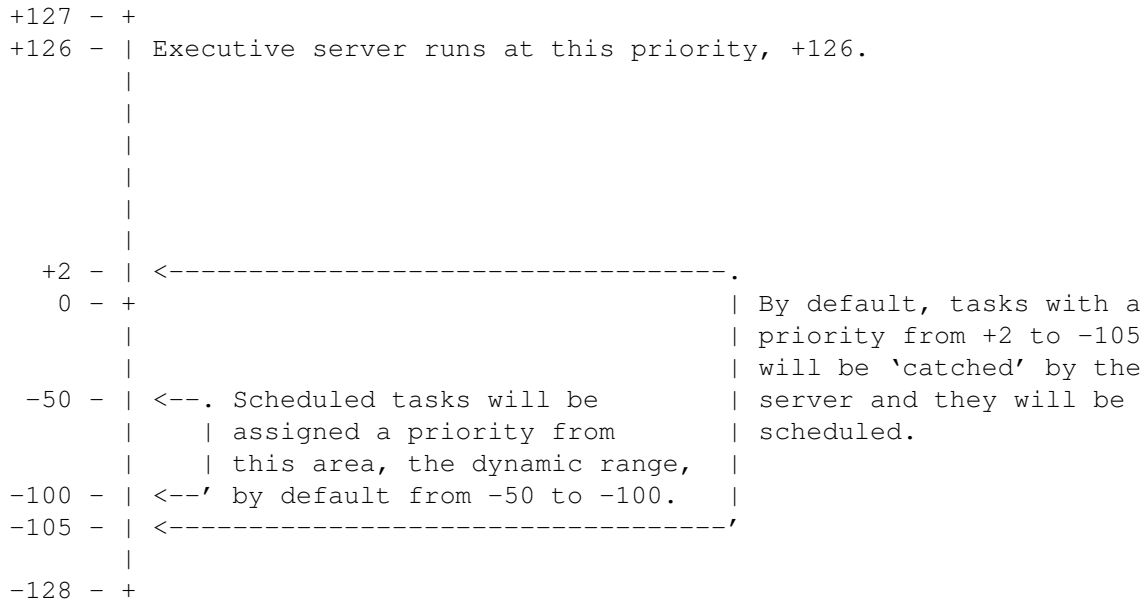 +127 - +
+126 - | Executive server runs at this priority, +126.
       |
       |
       |
       |
       |
       |
  +2 - | <-----------------------------------.
   0 - +                                     | By default, tasks with a
       |                                     | priority from +2 to -105
       |                                     | will be ‘catched’ by the
 -50 - | <--. Scheduled tasks will be        | server and they will be
       |    | assigned a priority from       | scheduled.
       |    | this area, the dynamic range,  |
-100 - | <--’ by default from -50 to -100.   |
-105 - | <-----------------------------------’
       |
-128 - +